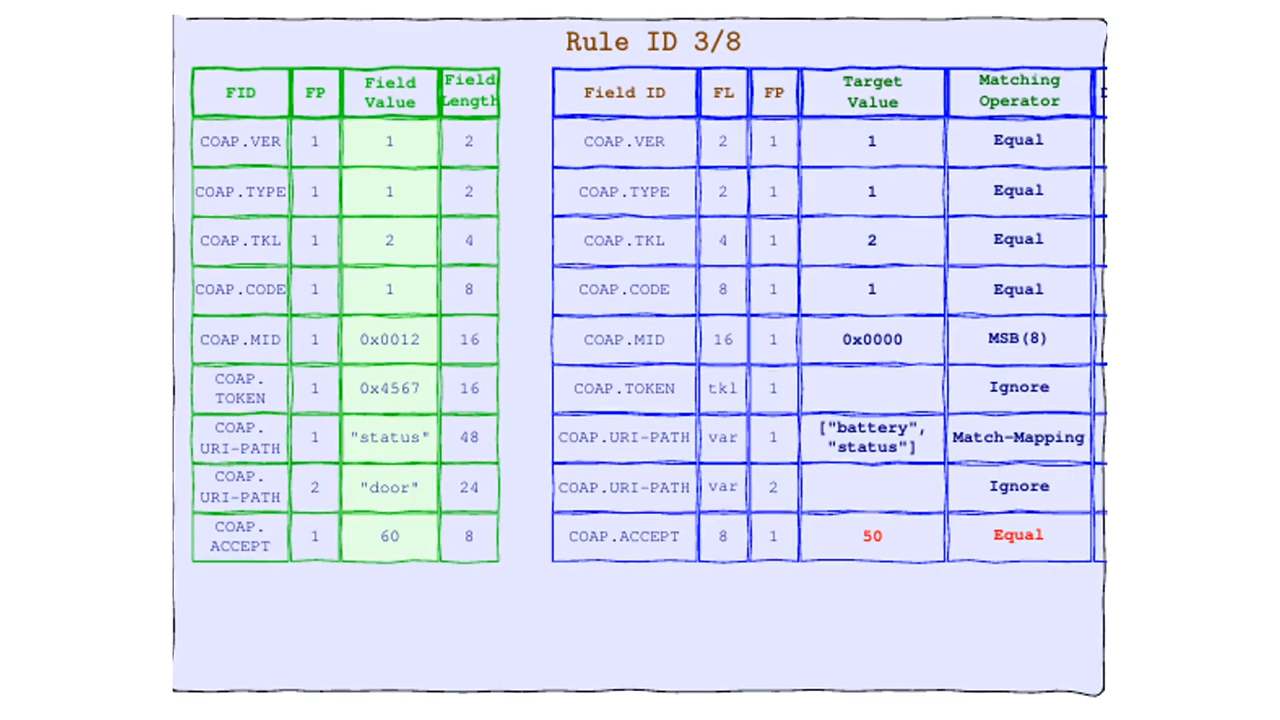 Rule ID 3/8
FID FP Field Value Field Length
COAP.VER 1 1 2
COAP.TYPE 1 1 2
COAP.TKL 1 2 4
COAP.CODE 1 1 8
COAP.MID 1 0x0012 16
COAP. TOKEN 1 0x4567 16
COAP. URI-PATH 1 "status" 48
COAP. URI-PATH 2 "door" 24
COAP. ACCEPT 1 60 8
Field ID FL FP Target Value Matching Operator
COAP.VER 2 1 1 Equal
COAP.TYPE 2 1 1 Equal
COAP.TKL 4 1 2 Equal
COAP.CODE 8 1 1 Equal
COAP.MID 16 1 0x0000 MSB(8)
COAP.TOKEN tkl 1 Ignore
COAP.URI-PATH var 1 ["battery", "status"] Match-Mapping
COAP.URI-PATH var 2 Ignore
COAP.ACCEPT 8 1 50 Equal